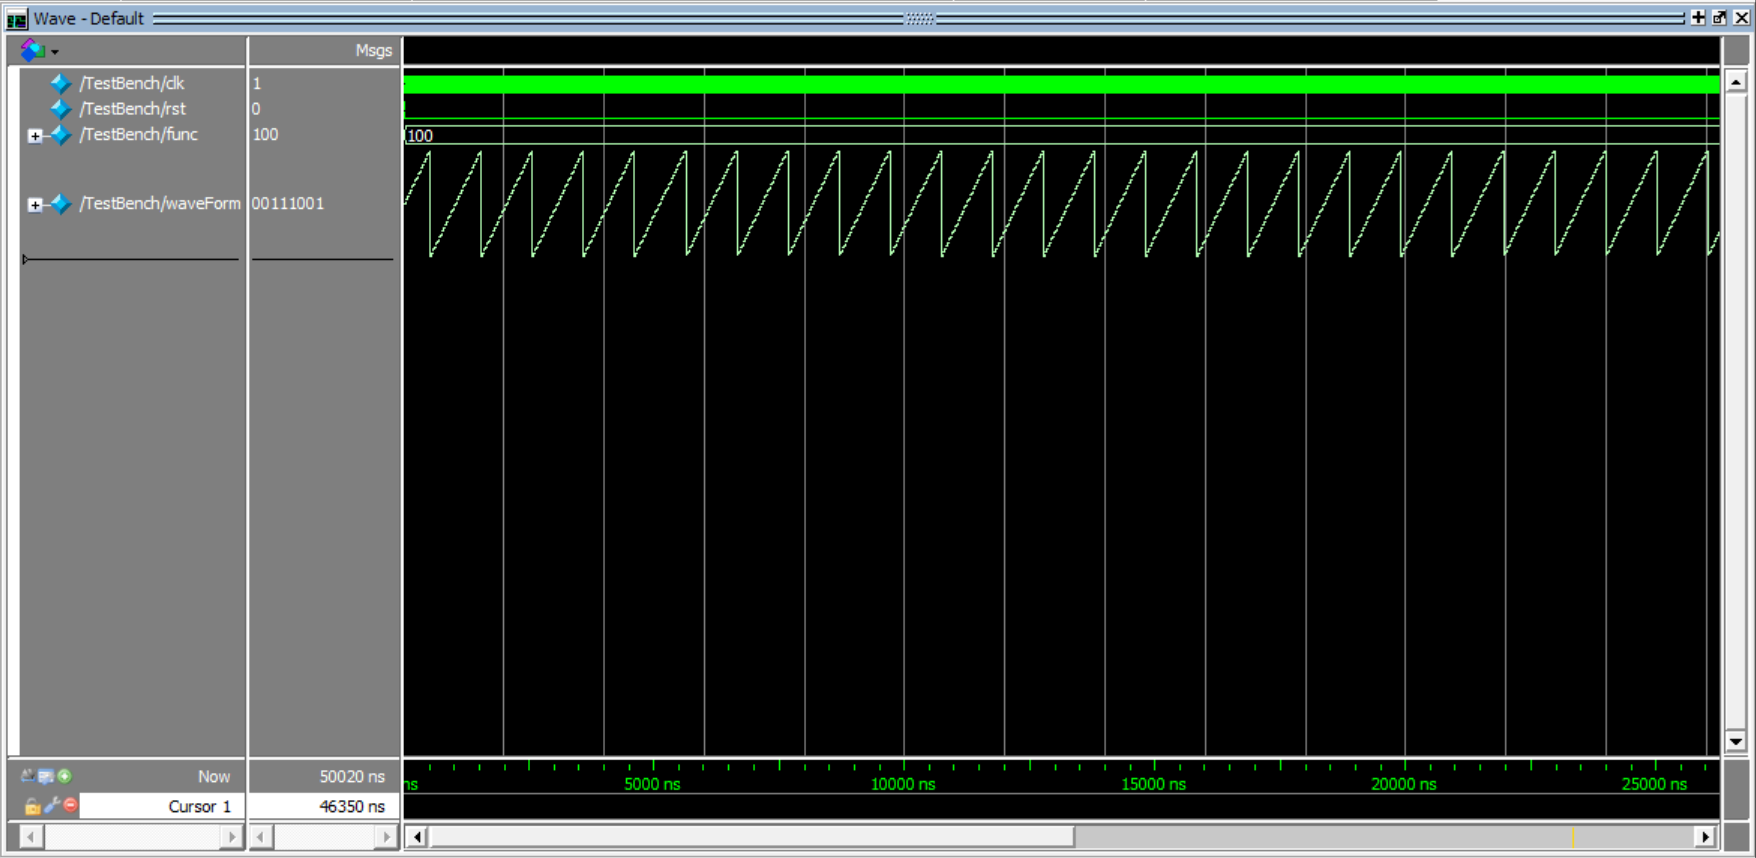 Wave - Default
Msgs
/TestBench/clk 1
/TestBench/rst 0
/TestBench/func 100 100
/TestBench/waveForm 00111001
Now 50020 ns ns 5000 ns 10000 ns 15000 ns 20000 ns 25000 ns
Cursor 1 46350 ns